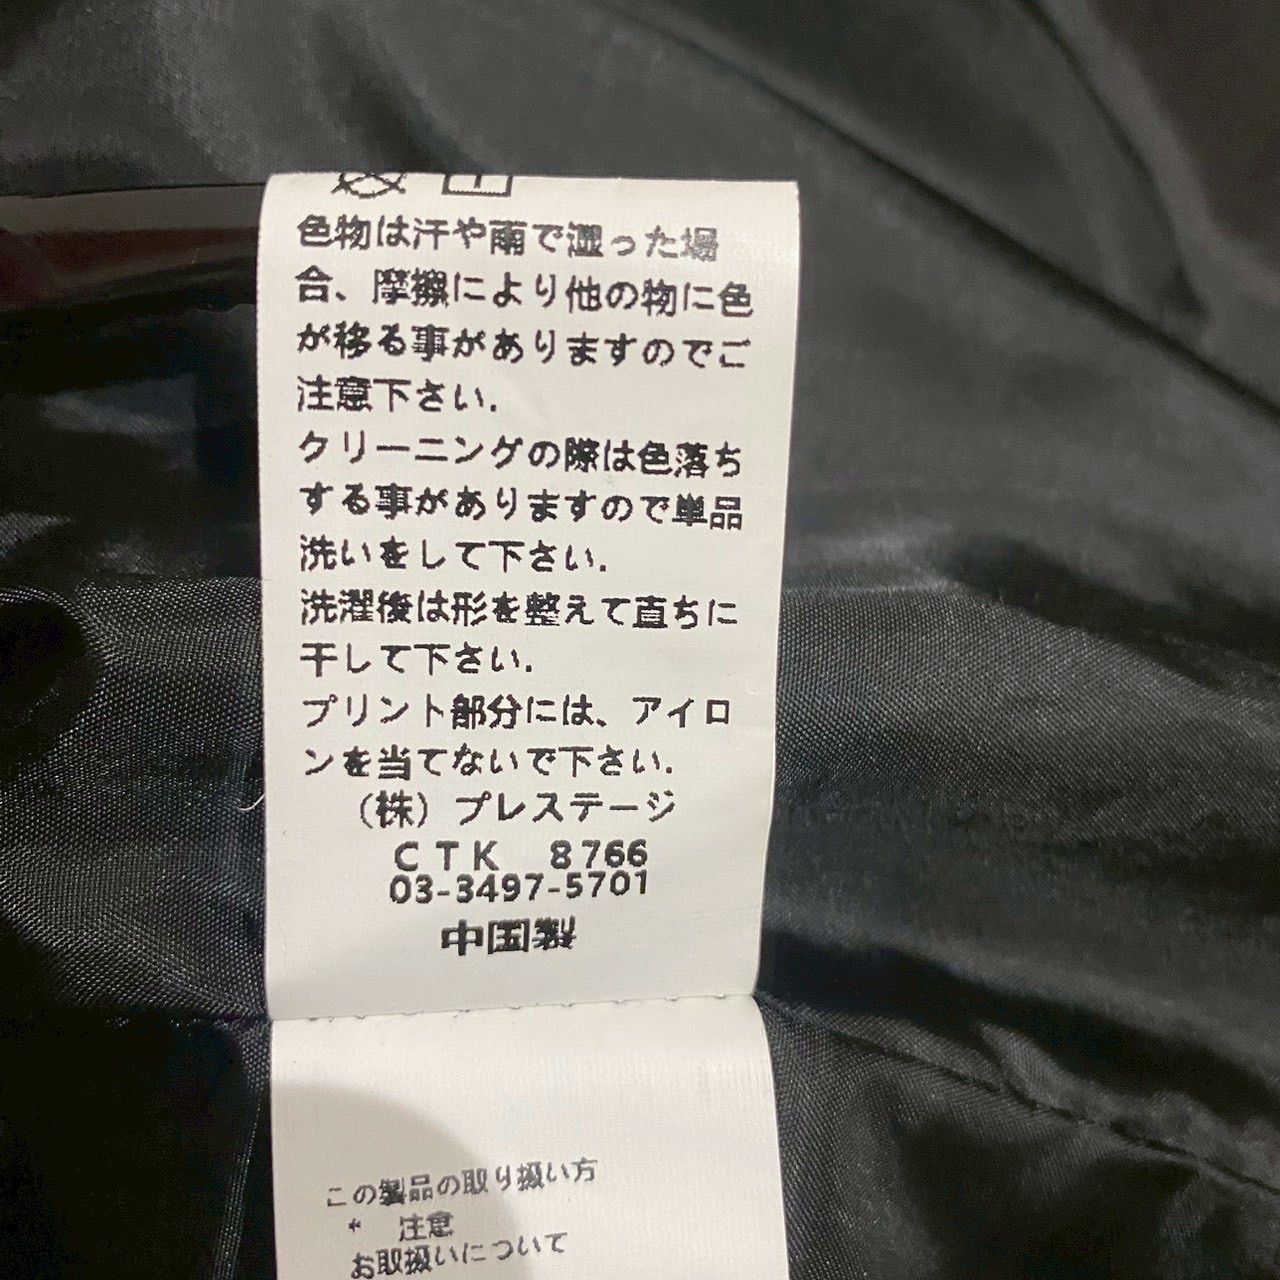 色物は汗や雨で湿った場
合、摩擦により他の物に色
が移る事がありますのでご
注意下さい.
クリーニングの際は色落ち
する事がありますので単品
洗いをして下さい.
洗濯後は形を整えて直ちに
干して下さい.
プリント部分には、アイロ
ンを当てないで下さい.
（株）プレステージ
CTK 8766
03-3497-5701
中国製
この製品の取り扱い方
* 注意
お取扱いについて